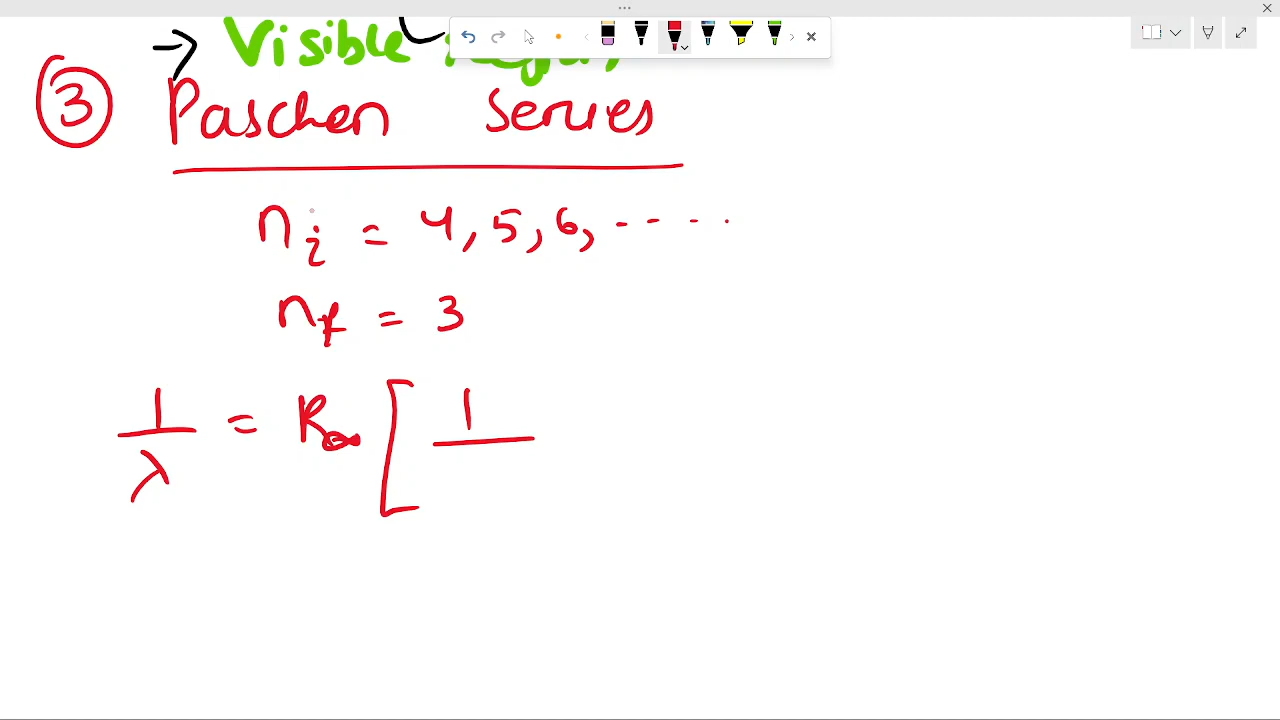 → Visible
③ Paschen Series
nᵢ = 4, 5, 6, - - - -
n_f = 3
1/λ = R∞ [ 1/